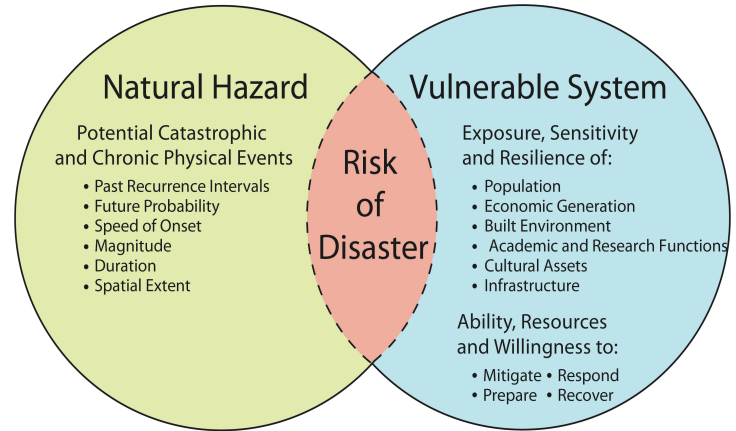 Natural Hazard
Potential Catastrophic
and Chronic Physical Events
• Past Recurrence Intervals
• Future Probability
• Speed of Onset
• Magnitude
• Duration
• Spatial Extent
Risk
of
Disaster
Vulnerable System
Exposure, Sensitivity
and Resilience of:
• Population
• Economic Generation
• Built Environment
• Academic and Research Functions
• Cultural Assets
• Infrastructure
Ability, Resources
and Willingness to:
• Mitigate • Respond
• Prepare • Recover